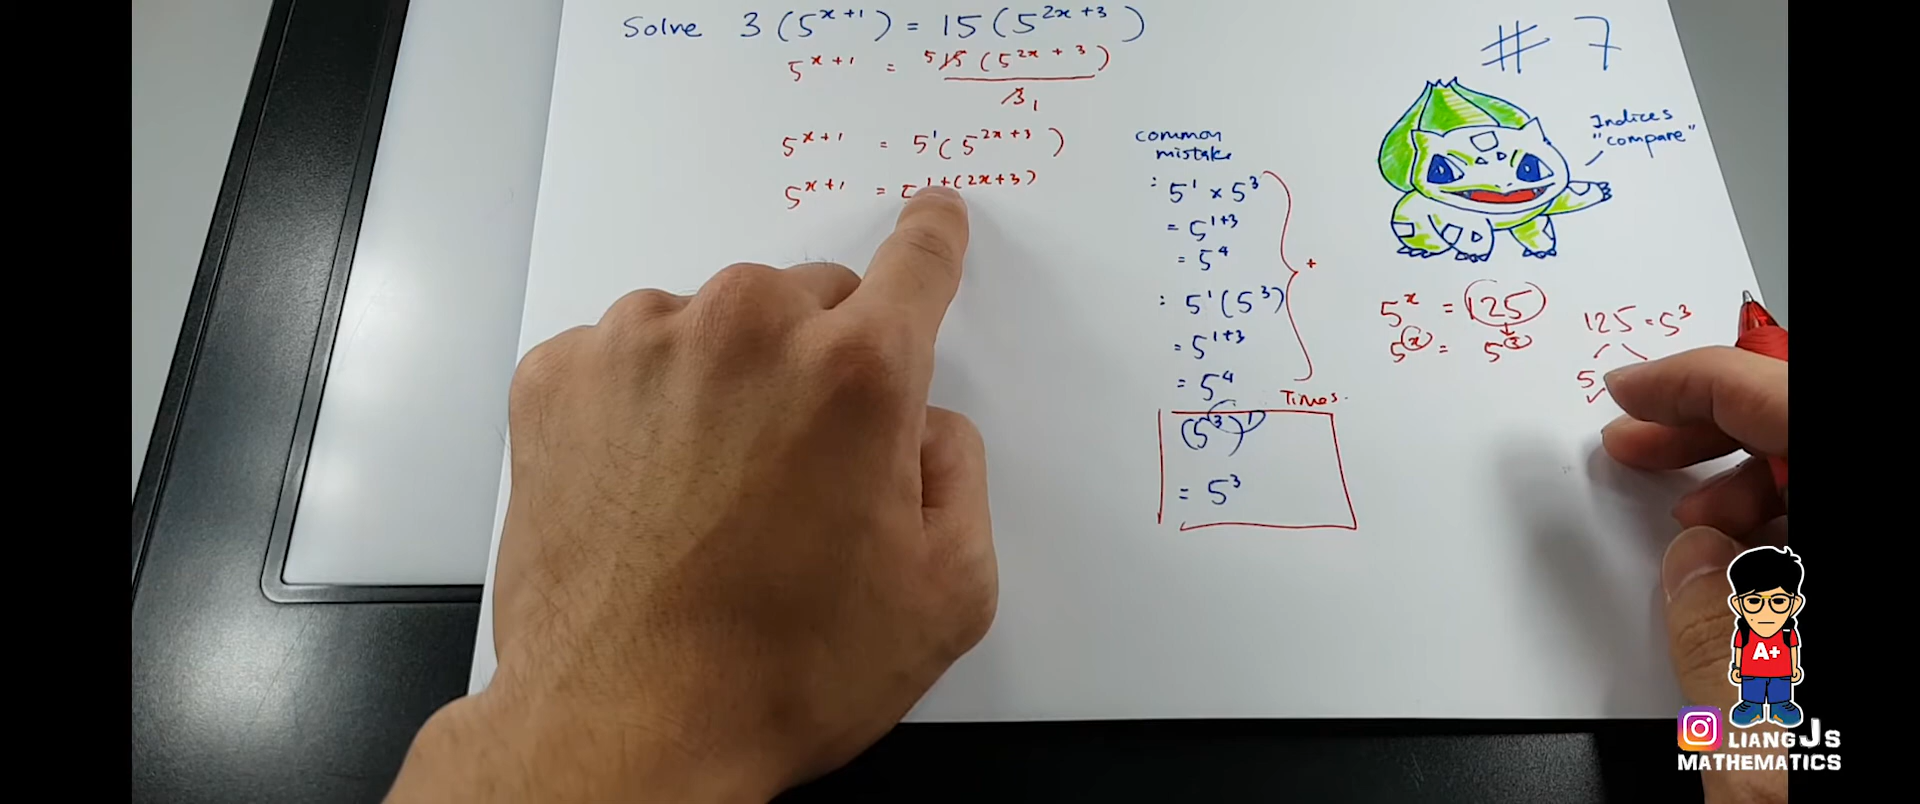 Solve 3 (5^{x+1}) = 15 (5^{2x+3})
5^{x+1} = 5 15 (5^{2x+3})
3 1
5^{x+1} = 5^1 (5^{2x+3})
5^{x+1} = 5^{1+(2x+3)}
common
mistake
: 5^1 × 5^3
= 5^{1+3}
= 5^4
: 5^1 (5^3)
= 5^{1+3}
= 5^4
+
Times.
(5^3)^1
= 5^3
# 7
Indices
"compare"
5^x = 125
5^x = 5^3
125 = 5^3
5
A+
LIANGJS
MATHEMATICS